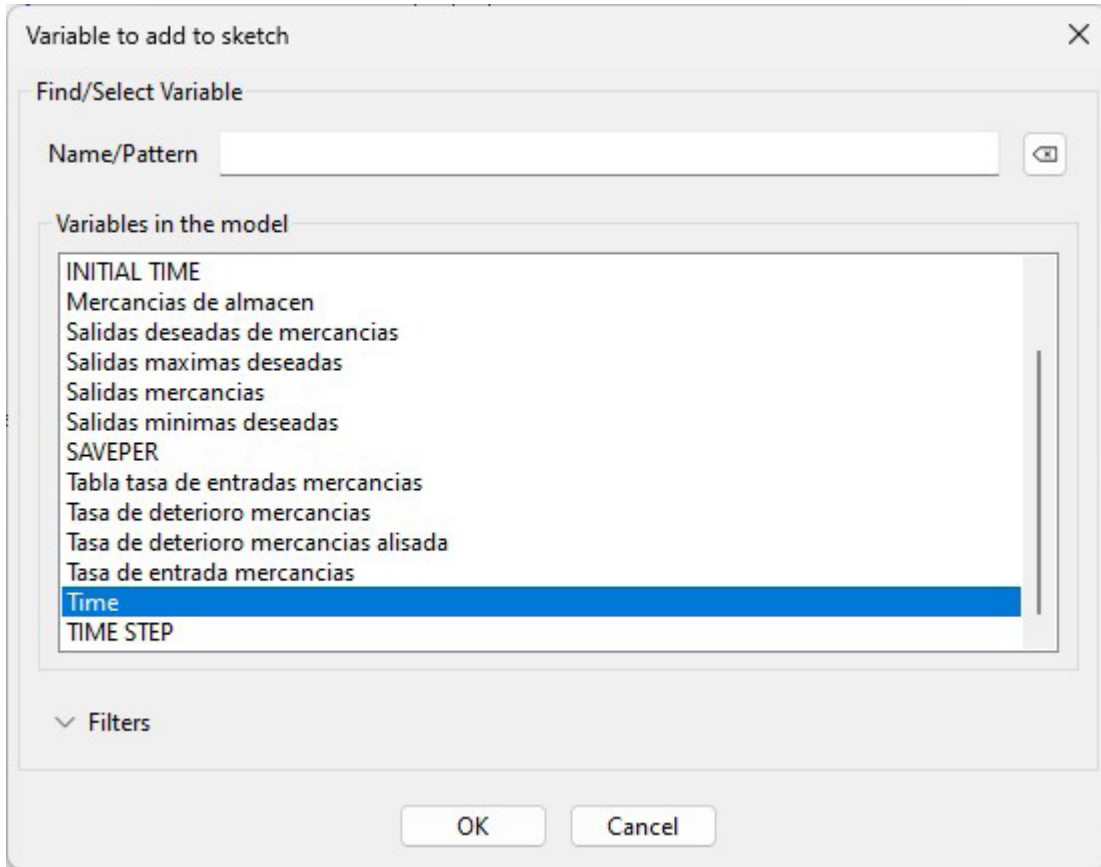 Variable to add to sketch
Find/Select Variable
Name/Pattern
Variables in the model
INITIAL TIME
Mercancias de almacen
Salidas deseadas de mercancias
Salidas maximas deseadas
Salidas mercancias
Salidas minimas deseadas
SAVEPER
Tabla tasa de entradas mercancias
Tasa de deterioro mercancias
Tasa de deterioro mercancias alisada
Tasa de entrada mercancias
Time
TIME STEP
Filters
OK Cancel